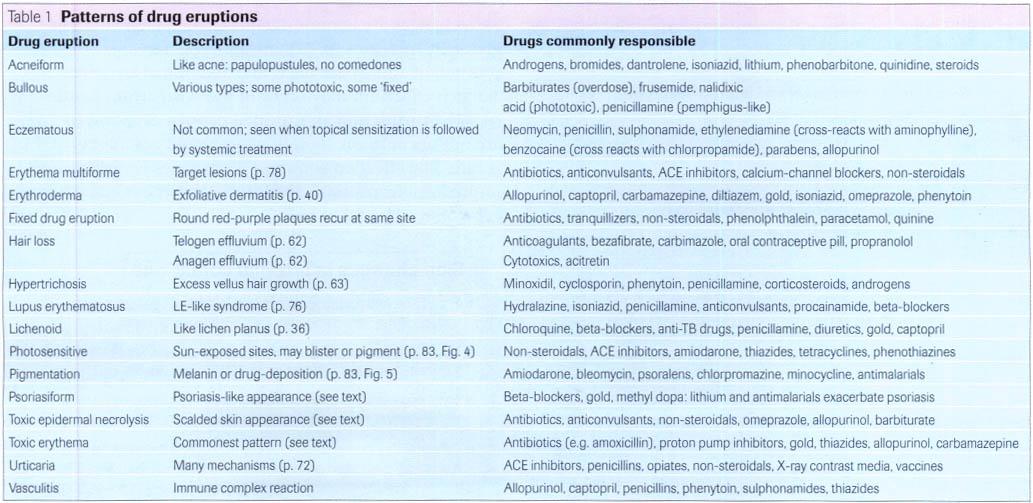 Table 1 Patterns of drug eruptions
Drug eruption Description Drugs commonly responsible
Acneiform Like acne: papulopustules, no comedones Androgens, bromides, dantrolene, isoniazid, lithium, phenobarbitone, quinidine, steroids
Bullous Various types; some phototoxic, some 'fixed' Barbiturates (overdose), frusemide, nalidixic
acid (phototoxic), penicillamine (pemphigus-like)
Eczematous Not common; seen when topical sensitization is followed Neomycin, penicillin, sulphonamide, ethylenediamine (cross-reacts with aminophylline),
by systemic treatment benzocaine (cross reacts with chlorpropamide), parabens, allopurinol
Erythema multiforme Target lesions (p. 78) Antibiotics, anticonvulsants, ACE inhibitors, calcium-channel blockers, non-steroidals
Erythroderma Exfoliative dermatitis (p. 40) Allopurinol, captopril, carbamazepine, diltiazem, gold, isoniazid, omeprazole, phenytoin
Fixed drug eruption Round red-purple plaques recur at same site Antibiotics, tranquillizers, non-steroidals, phenolphthalein, paracetamol, quinine
Hair loss Telogen effluvium (p. 62) Anticoagulants, bezafibrate, carbimazole, oral contraceptive pill, propranolol
Anagen effluvium (p. 62) Cytotoxics, acitretin
Hypertrichosis Excess vellus hair growth (p. 63) Minoxidil, cyclosporin, phenytoin, penicillamine, corticosteroids, androgens
Lupus erythematosus LE-like syndrome (p. 76) Hydralazine, isoniazid, penicillamine, anticonvulsants, procainamide, beta-blockers
Lichenoid Like lichen planus (p. 36) Chloroquine, beta-blockers, anti-TB drugs, penicillamine, diuretics, gold, captopril
Photosensitive Sun-exposed sites, may blister or pigment (p. 83, Fig. 4) Non-steroidals, ACE inhibitors, amiodarone, thiazides, tetracyclines, phenothiazines
Pigmentation Melanin or drug-deposition (p. 83, Fig. 5) Amiodarone, bleomycin, psoralens, chlorpromazine, minocycline, antimalarials
Psoriasiform Psoriasis-like appearance (see text) Beta-blockers, gold, methyl dopa: lithium and antimalarials exacerbate psoriasis
Toxic epidermal necrolysis Scalded skin appearance (see text) Antibiotics, anticonvulsants, non-steroidals, omeprazole, allopurinol, barbiturate
Toxic erythema Commonest pattern (see text) Antibiotics (e.g. amoxicillin), proton pump inhibitors, gold, thiazides, allopurinol, carbamazepine
Urticaria Many mechanisms (p. 72) ACE inhibitors, penicillins, opiates, non-steroidals, X-ray contrast media, vaccines
Vasculitis Immune complex reaction Allopurinol, captopril, penicillins, phenytoin, sulphonamides, thiazides